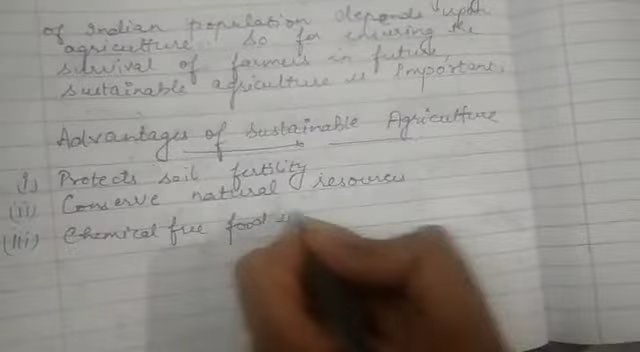 of Indian population depends upon
agriculture. So for ensuring the
survival of farmers in future,
sustainable agriculture is important.
Advantages of Sustainable Agriculture
(i) Protects soil fertility
(ii) Conserve natural resources
(iii) Chemical free food